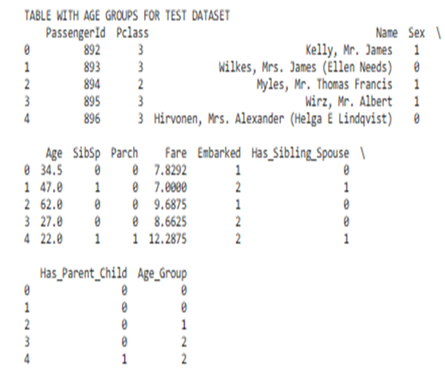 TABLE WITH AGE GROUPS FOR TEST DATASET
PassengerId Pclass Name Sex \
0 892 3 Kelly, Mr. James 1
1 893 3 Wilkes, Mrs. James (Ellen Needs) 0
2 894 2 Myles, Mr. Thomas Francis 1
3 895 3 Wirz, Mr. Albert 1
4 896 3 Hirvonen, Mrs. Alexander (Helga E Lindqvist) 0
Age SibSp Parch Fare Embarked Has_Sibling_Spouse \
0 34.5 0 0 7.8292 1 0
1 47.0 1 0 7.0000 2 1
2 62.0 0 0 9.6875 1 0
3 27.0 0 0 8.6625 2 0
4 22.0 1 1 12.2875 2 1
Has_Parent_Child Age_Group
0 0 0
1 0 0
2 0 1
3 0 2
4 1 2